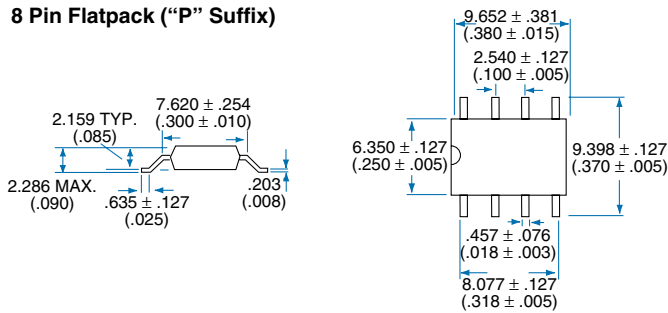 8 Pin Flatpack (“P” Suffix)
2.159 TYP.
(.085)
7.620 ± .254
(.300 ± .010)
2.286 MAX.
(.090)
.635 ± .127
(.025)
.203
(.008)
9.652 ± .381
(.380 ± .015)
2.540 ± .127
(.100 ± .005)
6.350 ± .127
(.250 ± .005)
9.398 ± .127
(.370 ± .005)
.457 ± .076
(.018 ± .003)
8.077 ± .127
(.318 ± .005)